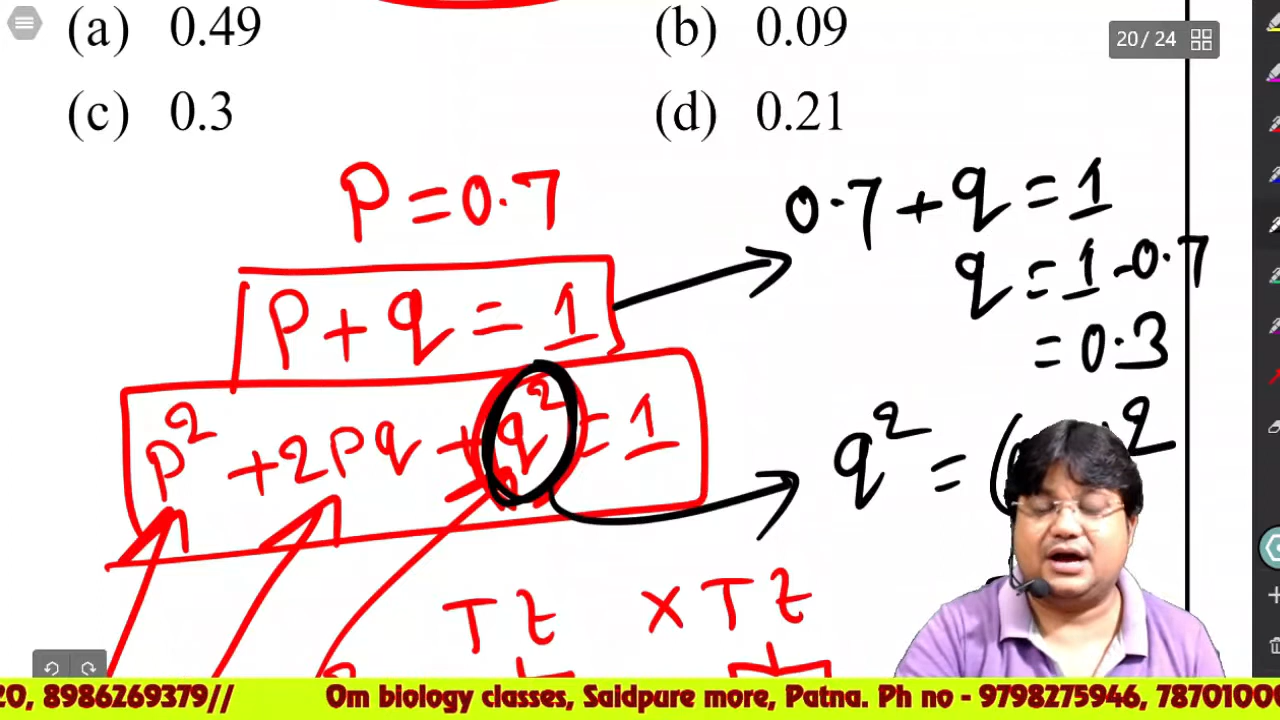 (a) 0.49 (b) 0.09
20 / 24
(c) 0.3 (d) 0.21
P = 0.7
0.7 + q = 1
P + q = 1
q = 1 - 0.7
= 0.3
p² + 2pq + q² = 1
q² = (
Tt × Tt
20, 8986269379// Om biology classes, Saidpure more, Patna. Ph no - 9798275946, 7870100